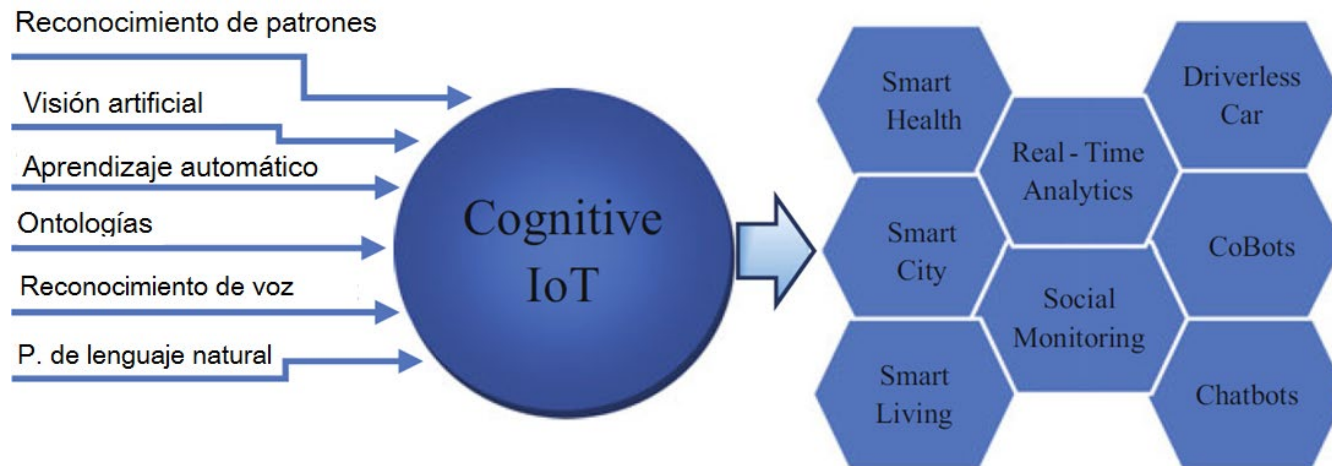 Reconocimiento de patrones
Visión artificial
Aprendizaje automático
Ontologías
Reconocimiento de voz
P. de lenguaje natural
Cognitive
IoT
Smart
Health
Smart
City
Smart
Living
Real - Time
Analytics
Social
Monitoring
Driverless
Car
CoBots
Chatbots